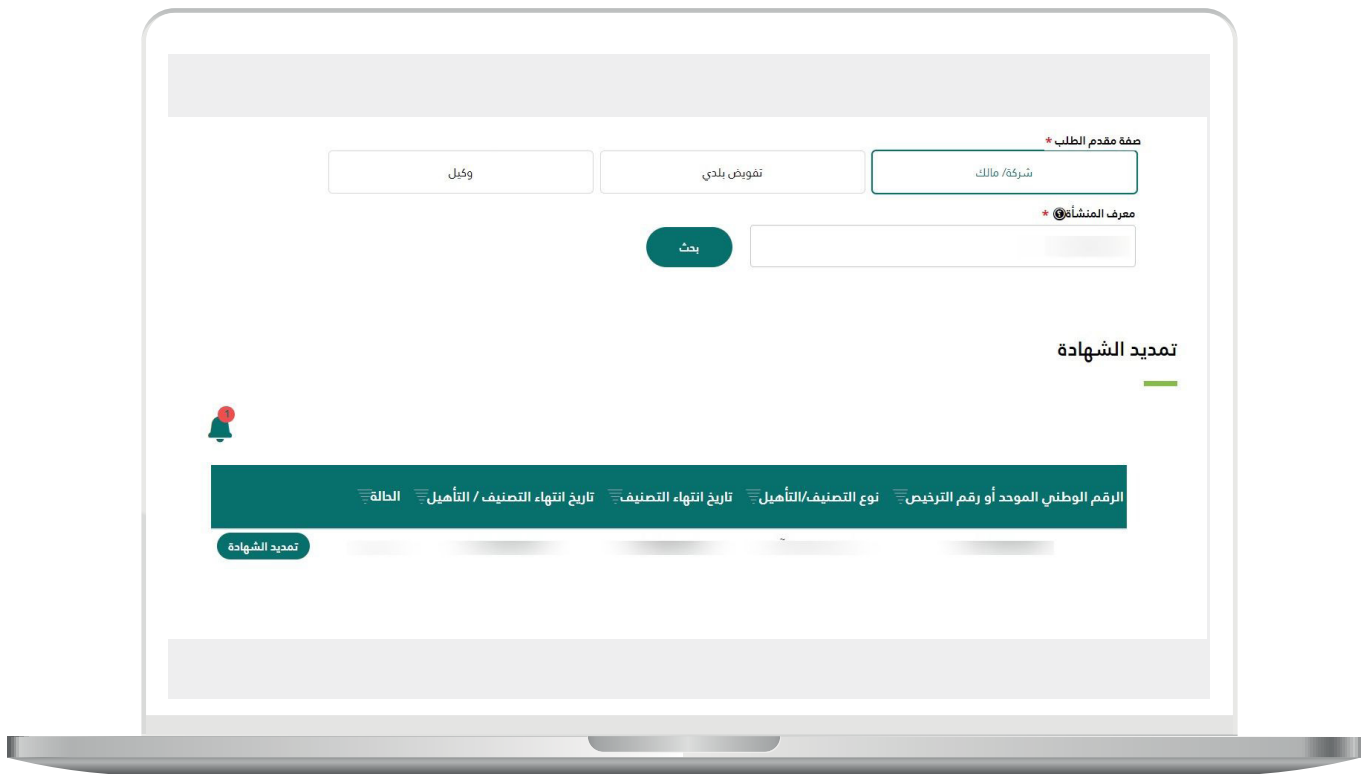 صفة مقدم الطلب *
شركة/ مالك تفويض بلدي وكيل
معرف المنشأة *
بحث
تمديد الشهادة
1
الرقم الوطني الموحد أو رقم الترخيص نوع التصنيف/التأهيل تاريخ انتهاء التصنيف تاريخ انتهاء التصنيف / التأهيل الحالة
تمديد الشهادة